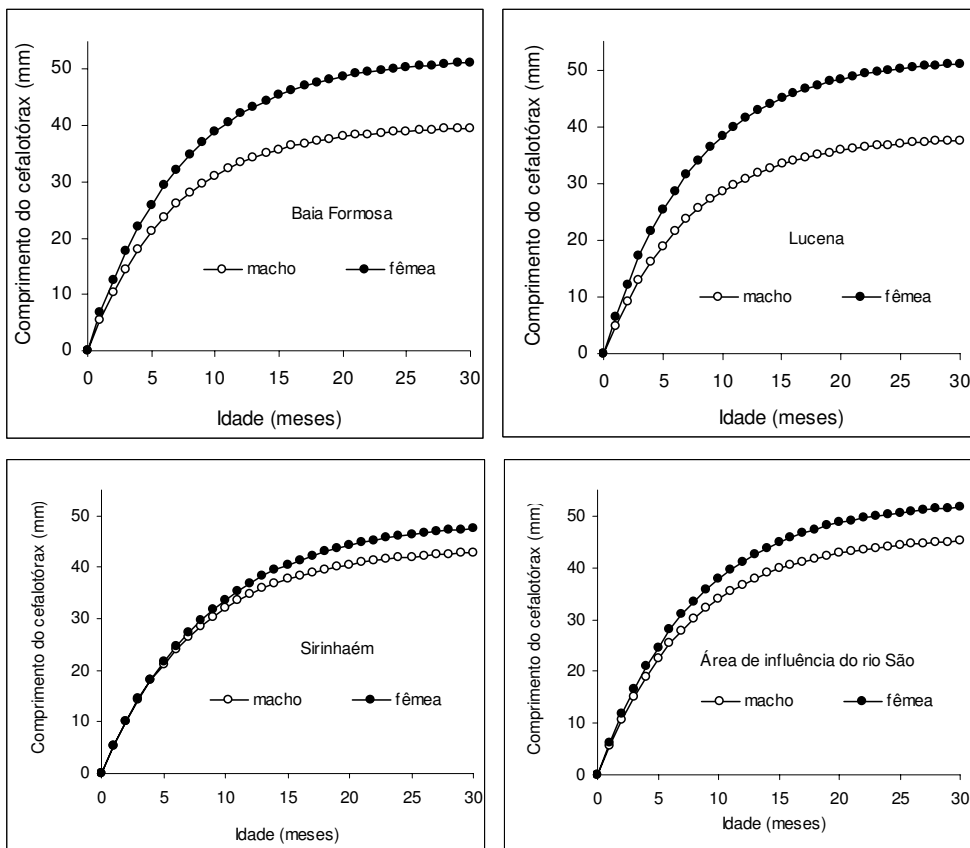 Comprimento do cefalotórax (mm)
50
40
30
20
10
0
Baia Formosa
macho fêmea
0 5 10 15 20 25 30
Idade (meses)
Comprimento do cefalotórax (mm)
50
40
30
20
10
0
Lucena
macho fêmea
0 5 10 15 20 25 30
Idade (meses)
Comprimento do cefalotórax (mm)
50
40
30
20
10
0
Sirinhaém
macho fêmea
0 5 10 15 20 25 30
Idade (meses)
Comprimento do cefalotórax (mm)
50
40
30
20
10
0
Área de influência do rio São
macho fêmea
0 5 10 15 20 25 30
Idade (meses)